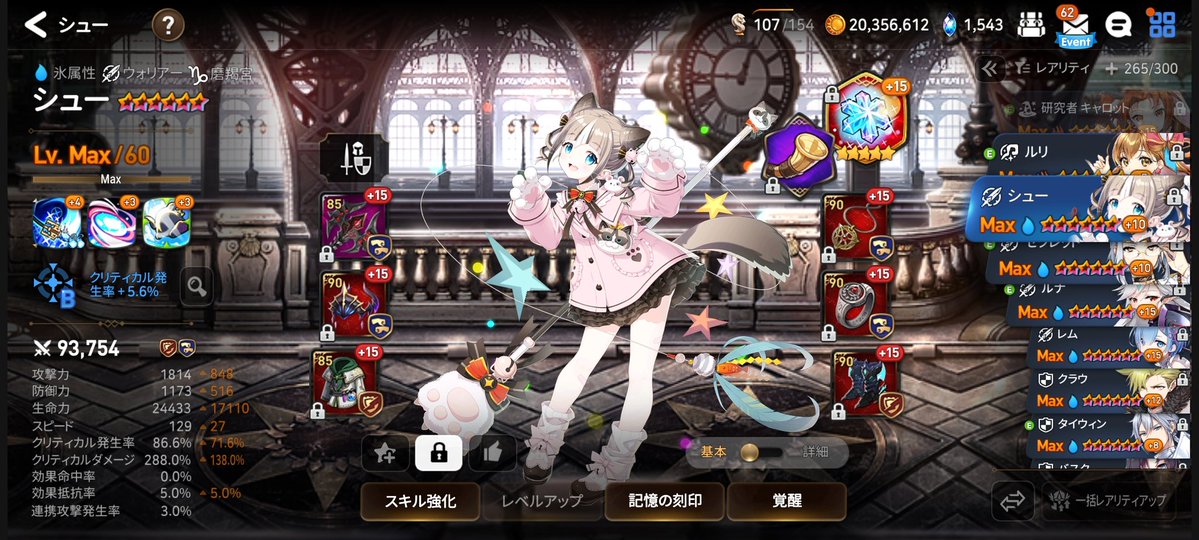 シュー
?
107/154
20,356,612
1,543
62
Event
氷属性 ウォリアー 磨羯宮
シュー
Lv. Max/60
Max
+4
+3
+3
B
クリティカル発
生率 + 5.6%
93,754
攻撃力 1814 848
防御力 1173 516
生命力 24433 17110
スピード 129 27
クリティカル発生率 86.6% 71.6%
クリティカルダメージ 288.0% 138.0%
効果命中率 0.0%
効果抵抗率 5.0% 5.0%
連携攻撃発生率 3.0%
85 +15
90 +15
85 +15
+15
90 +15
90 +15
90 +15
基本 詳細
スキル強化
レベルアップ
記憶の刻印
覚醒
レアリティ
265/300
研究者 キャロット
Max +15
E ルリ
Max
シュー
Max +10
E
Max +10
E ルナ
Max +15
レム
Max +15
クラウ
Max +12
E タイウィン
Max +8
一括レアリティアップ